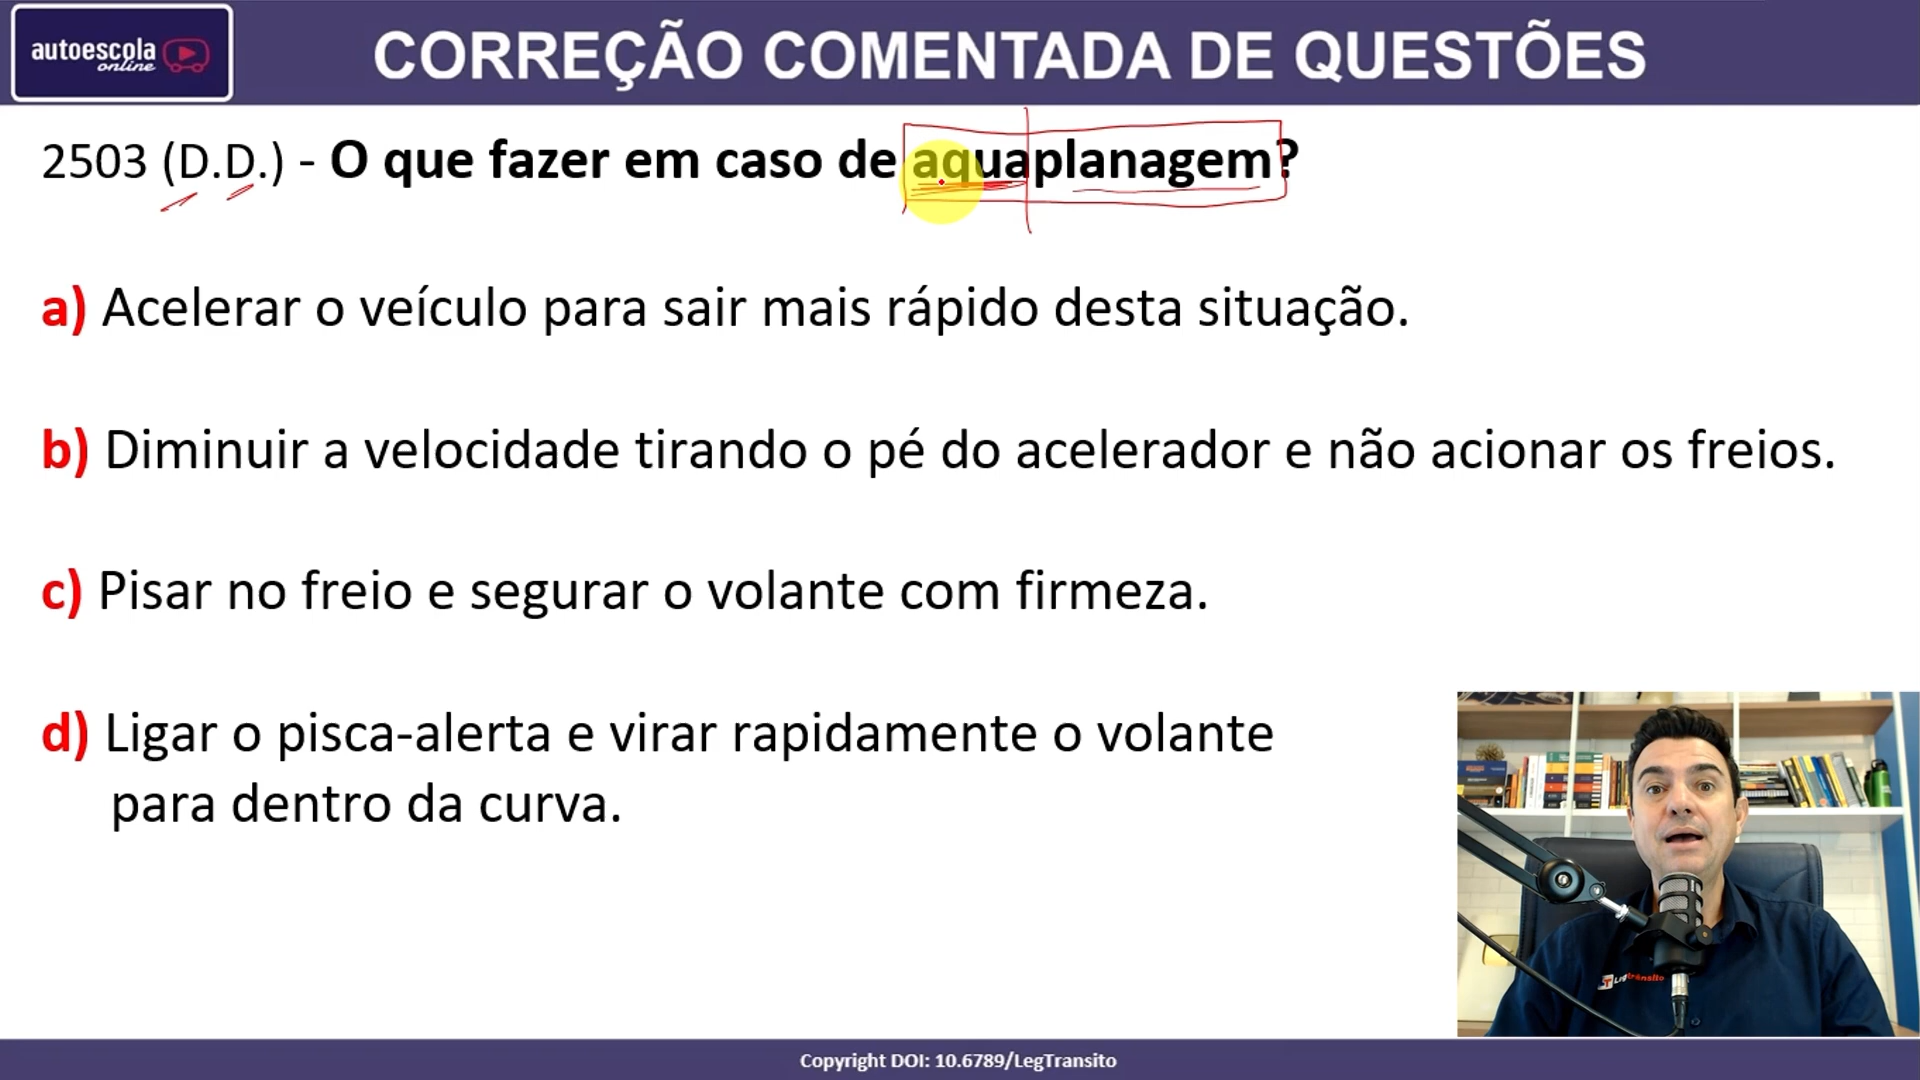 autoescola
online
CORREÇÃO COMENTADA DE QUESTÕES
2503 (D.D.) - O que fazer em caso de aquaplanagem?
a) Acelerar o veículo para sair mais rápido desta situação.
b) Diminuir a velocidade tirando o pé do acelerador e não acionar os freios.
c) Pisar no freio e segurar o volante com firmeza.
d) Ligar o pisca-alerta e virar rapidamente o volante
para dentro da curva.
Copyright DOI: 10.6789/LegTransito